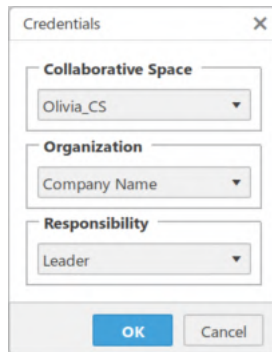 Credentials
Collaborative Space
Olivia_CS
Organization
Company Name
Responsibility
Leader
OK Cancel